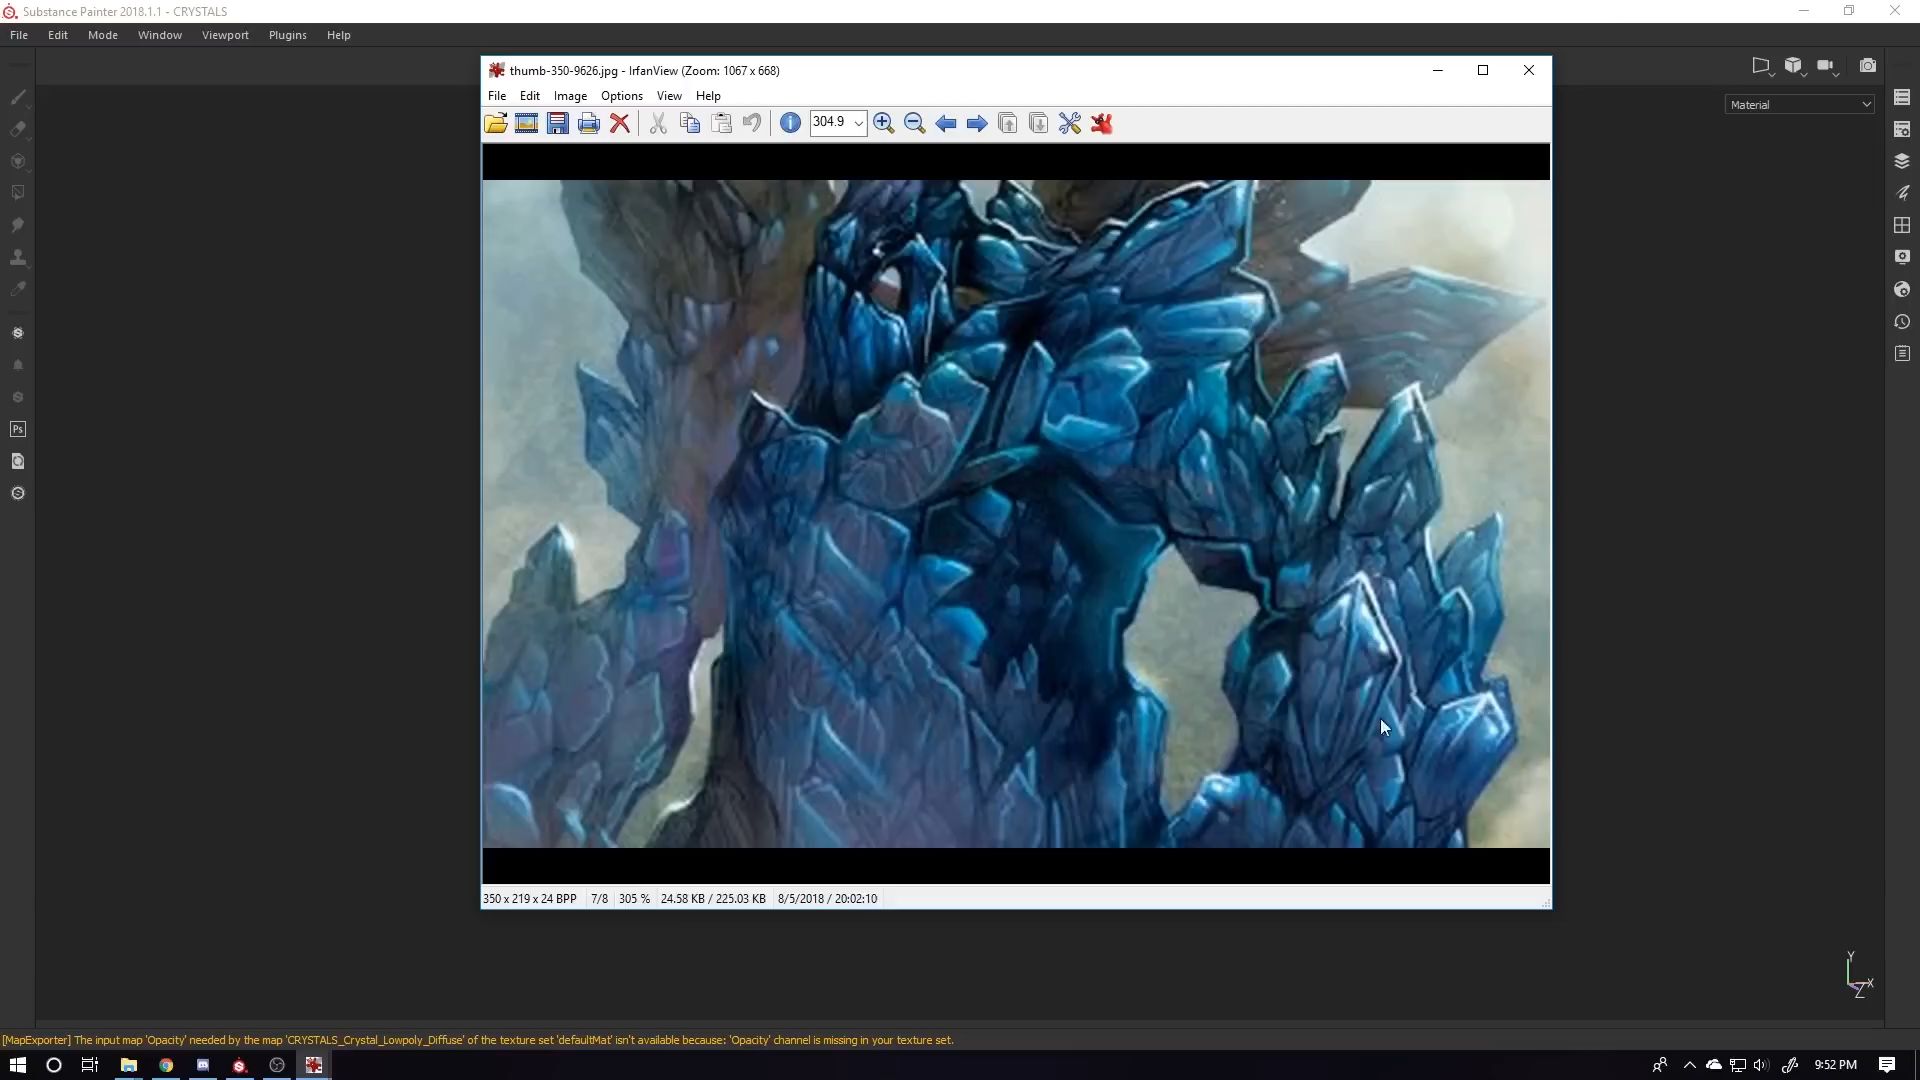 Substance Painter 2018.1.1 - CRYSTALS
File Edit Mode Window Viewport Plugins Help
thumb-350-9626.jpg - IrfanView (Zoom: 1067 x 668)
File Edit Image Options View Help
304.9
Material
Ps
350 x 219 x 24 BPP 7/8 305 % 24.58 KB / 225.03 KB 8/5/2018 / 20:02:10
Y
X
Z
[MapExporter] The input map 'Opacity' needed by the map 'CRYSTALS_Crystal_Lowpoly_Diffuse' of the texture set 'defaultMat' isn't available because: 'Opacity' channel is missing in your texture set.
9:52 PM